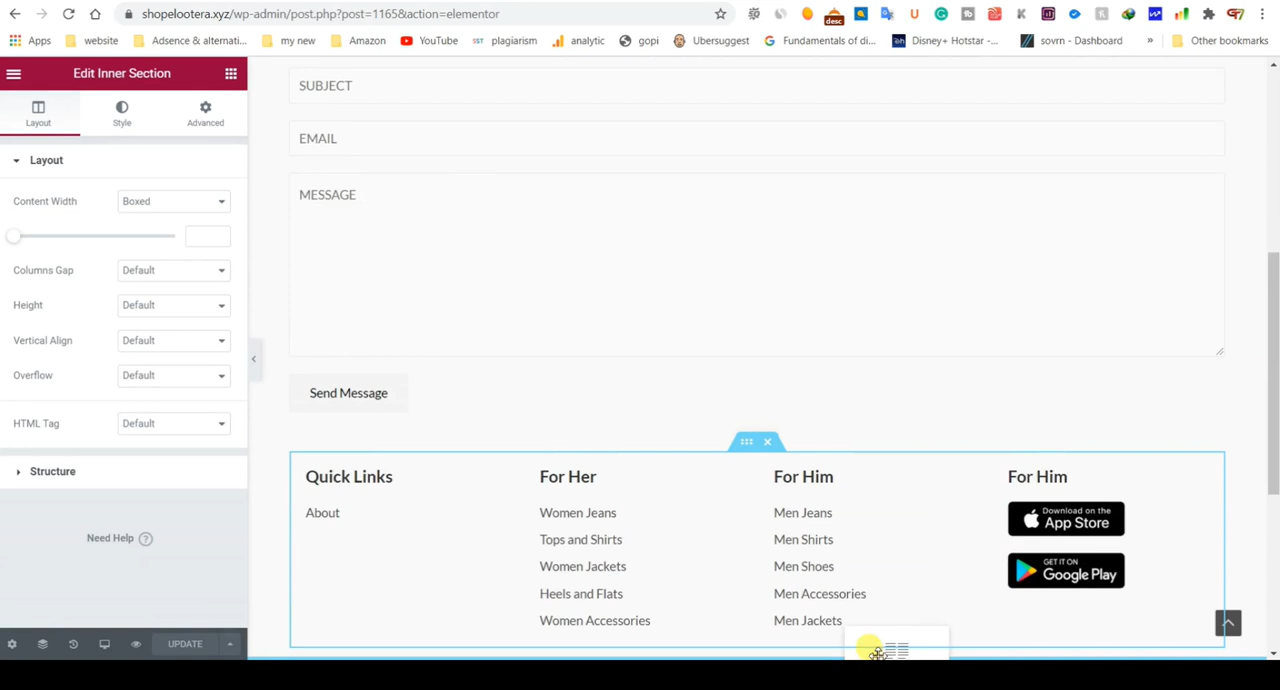 shopelootera.xyz/wp-admin/post.php?post=1165&action=elementor
desc
Apps website Adsence & alternati... my new Amazon YouTube SST plagiarism analytic gopi Ubersuggest Fundamentals of di... Disney+ Hotstar -... sovrn - Dashboard » Other bookmarks
Edit Inner Section
Layout Style Advanced
Layout
Content Width Boxed
Columns Gap Default
Height Default
Vertical Align Default
Overflow Default
HTML Tag Default
Structure
Need Help ?
UPDATE
SUBJECT
EMAIL
MESSAGE
Send Message
Quick Links For Her For Him For Him
About Women Jeans Men Jeans Download on the
App Store
Tops and Shirts Men Shirts
Women Jackets Men Shoes GET IT ON
Google Play
Heels and Flats Men Accessories
Women Accessories Men Jackets